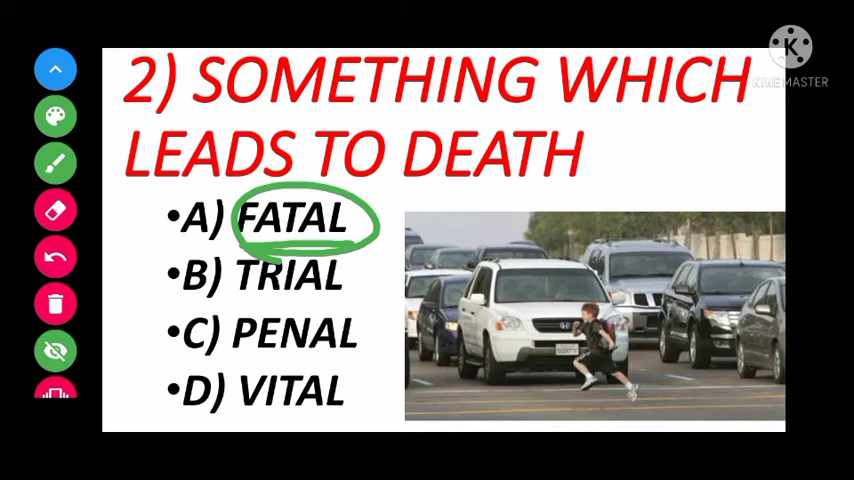 K
KINEMASTER
2) SOMETHING WHICH
LEADS TO DEATH
•A) FATAL
•B) TRIAL
•C) PENAL
•D) VITAL